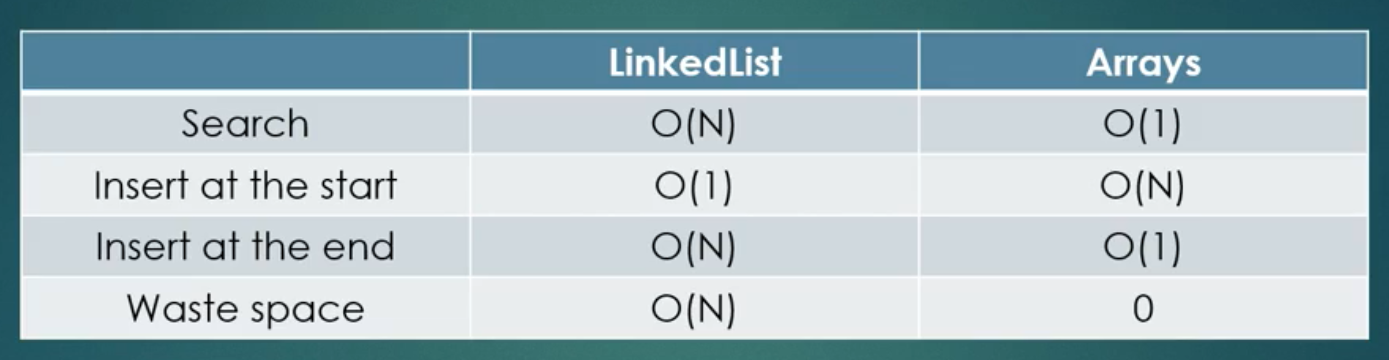 LinkedList Arrays
Search O(N) O(1)
Insert at the start O(1) O(N)
Insert at the end O(N) O(1)
Waste space O(N) 0